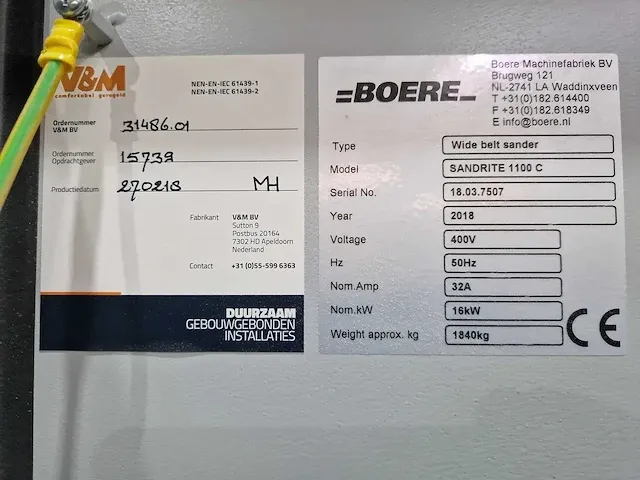 V&M
comfortabel geregeld
NEN-EN-IEC 61439-1
NEN-EN-IEC 61439-2
Ordernummer
V&M BV
31486.01
Ordernummer
Opdrachtgever
15739
Productiedatum
270218 MH
Fabrikant V&M BV
Sutton 9
Postbus 20164
7302 HD Apeldoorn
Nederland
Contact +31 (0)55-599 6363
DUURZAAM
GEBOUWGEBONDEN
INSTALLATIES
BOERE
Boere Machinefabriek BV
Brugweg 121
NL-2741 LA Waddinxveen
T +31(0)182.614400
F +31(0)182.618349
E info@boere.nl
Type Wide belt sander
Model SANDRITE 1100 C
Serial No. 18.03.7507
Year 2018
Voltage 400V
Hz 50Hz
Nom.Amp 32A
Nom.kW 16kW
Weight approx. kg 1840kg
CE